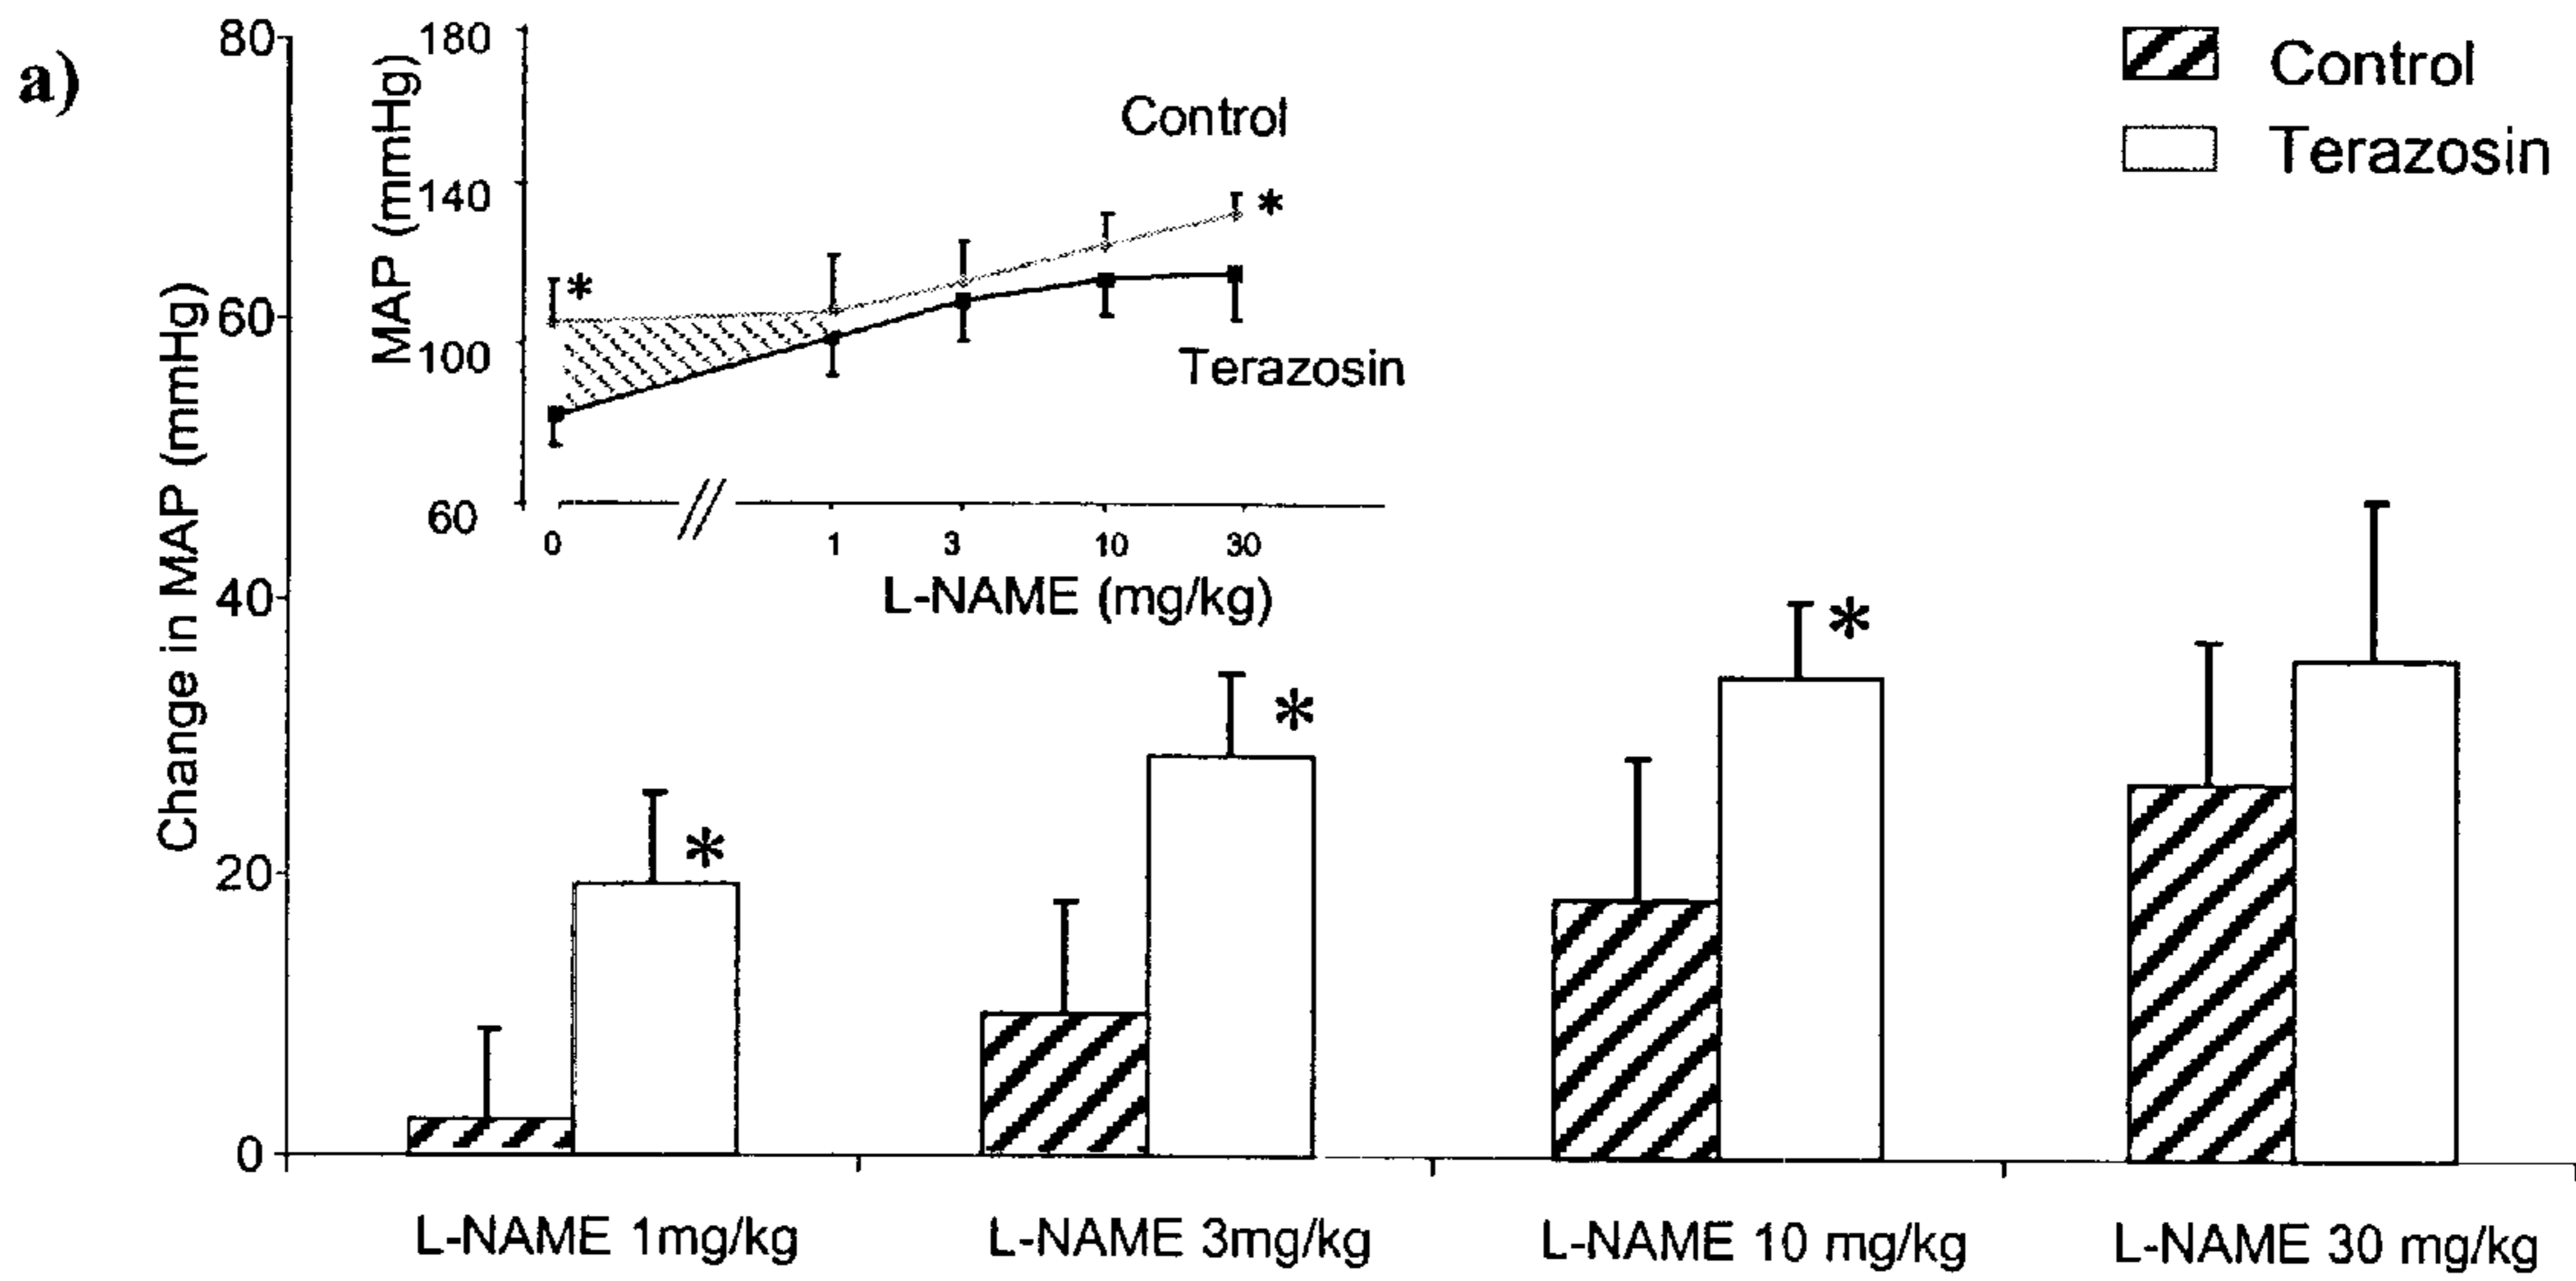 a)
Change in MAP (mmHg)
80
60
40
20
0
MAP (mmHg)
180
140
100
60
*
*
Control
Terazosin
0 // 1 3 10 30
L-NAME (mg/kg)
Control
Terazosin
*
*
*
L-NAME 1mg/kg L-NAME 3mg/kg L-NAME 10 mg/kg L-NAME 30 mg/kg